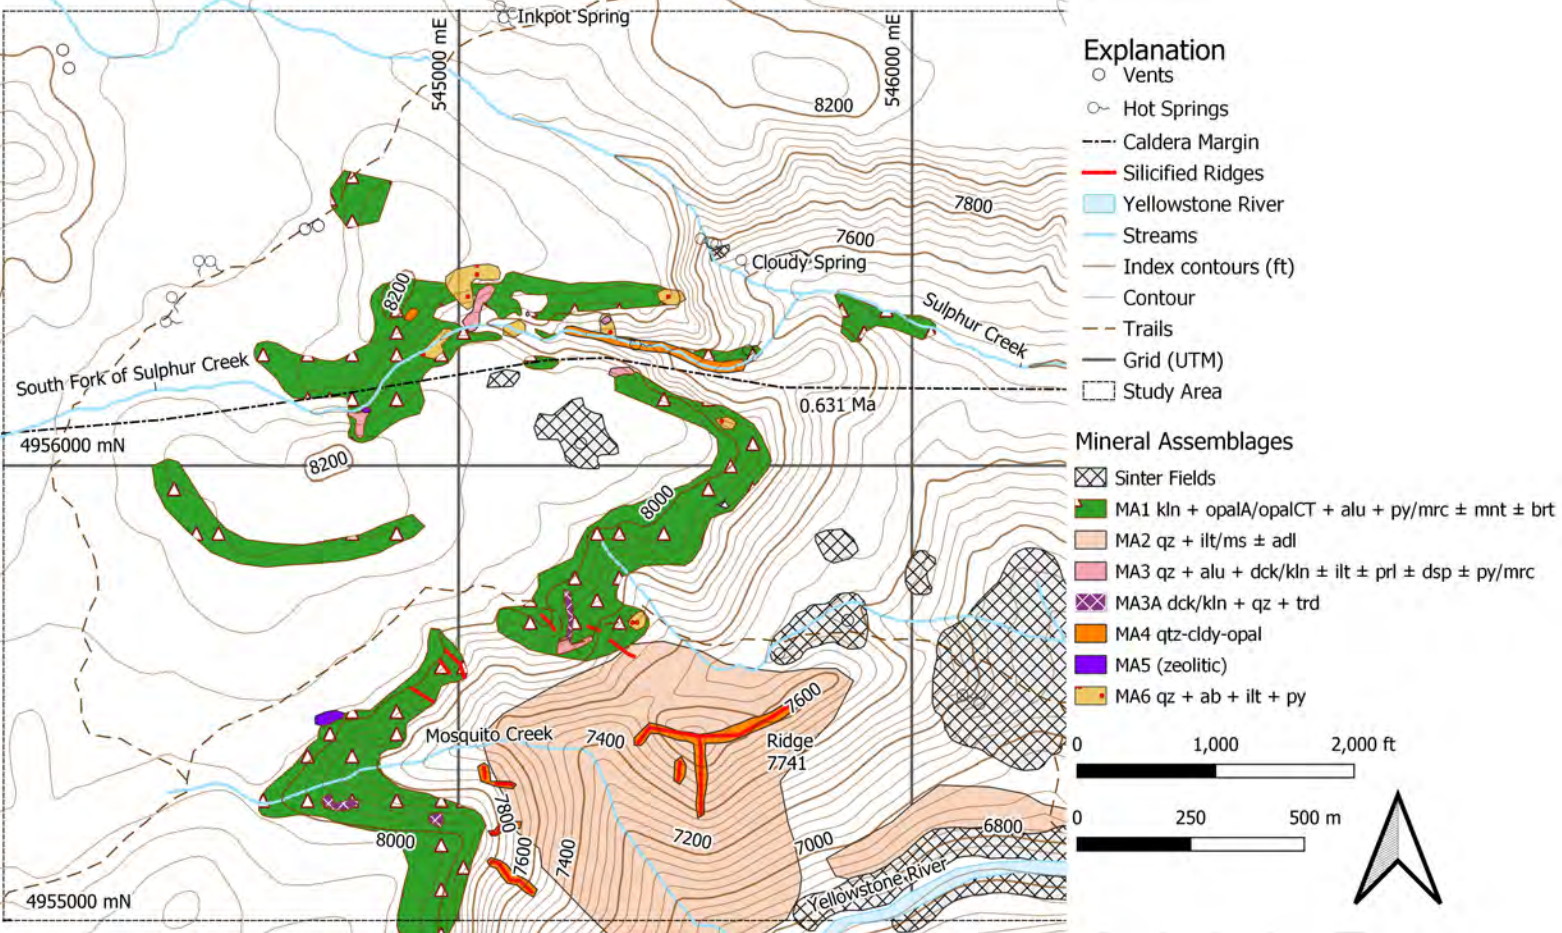 Inkpot Spring
545000 mE
546000 mE
8200
7800
7600
Cloudy Spring
8200
Sulphur Creek
South Fork of Sulphur Creek
0.631 Ma
4956000 mN
8200
8000
7600
Mosquito Creek
7400
Ridge
7741
7800
7200
7000
6800
8000
7600
7400
Yellowstone River
4955000 mN
Explanation
Vents
Hot Springs
Caldera Margin
Silicified Ridges
Yellowstone River
Streams
Index contours (ft)
Contour
Trails
Grid (UTM)
Study Area
Mineral Assemblages
Sinter Fields
MA1 kln + opalA/opalCT + alu + py/mrc ± mnt ± brt
MA2 qz + ilt/ms ± adl
MA3 qz + alu + dck/kln ± ilt ± prl ± dsp ± py/mrc
MA3A dck/kln + qz + trd
MA4 qtz-cldy-opal
MA5 (zeolitic)
MA6 qz + ab + ilt + py
0 1,000 2,000 ft
0 250 500 m